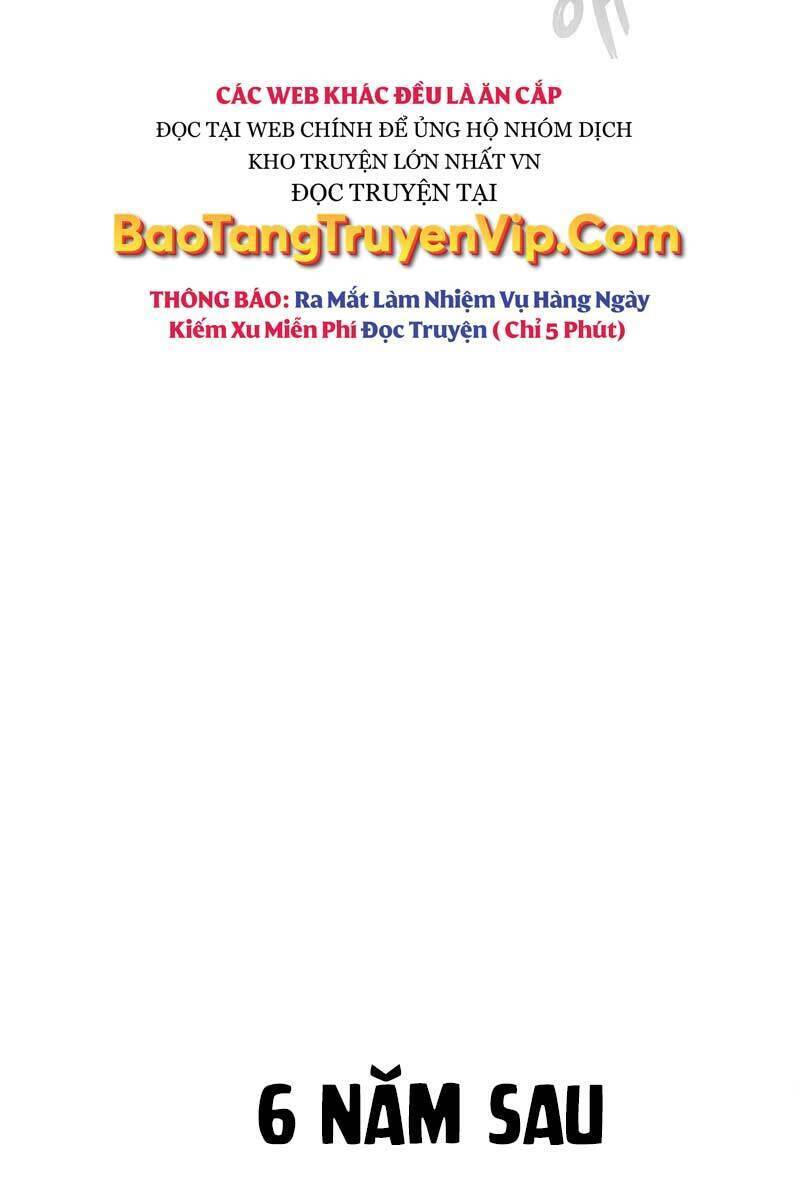 CÁC WEB KHÁC ĐỀU LÀ ĂN CẮP
ĐỌC TẠI WEB CHÍNH ĐỂ ỦNG HỘ NHÓM DỊCH
KHO TRUYỆN LỚN NHẤT VN
ĐỌC TRUYỆN TẠI
BaoTangTruyenVip.Com
THÔNG BÁO: Ra Mắt Làm Nhiệm Vụ Hàng Ngày
Kiếm Xu Miễn Phí Đọc Truyện ( Chỉ 5 Phút)
6 NĂM SAU